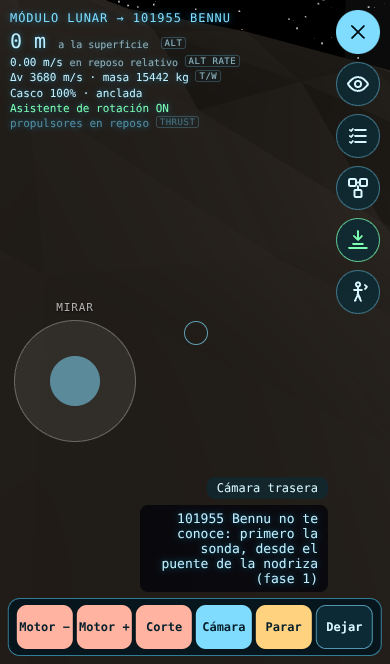 MÓDULO LUNAR → 101955 BENNU
0 m a la superficie ALT
0.00 m/s en reposo relativo ALT RATE
Δv 3680 m/s · masa 15442 kg T/W
Casco 100% · anclada
Asistente de rotación ON
propulsores en reposo THRUST
MIRAR
Cámara trasera
101955 Bennu no te
conoce: primero la
sonda, desde el
puente de la nodriza
(fase 1)
Motor − Motor + Corte Cámara Parar Dejar